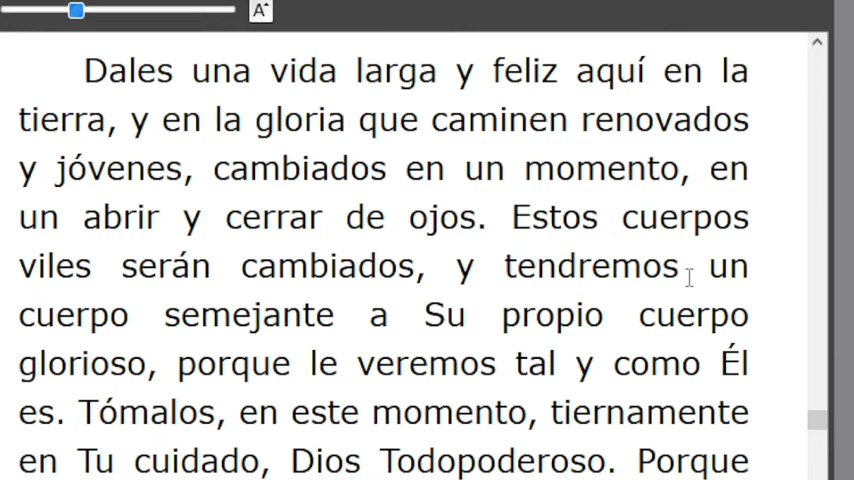 A
Dales una vida larga y feliz aquí en la
tierra, y en la gloria que caminen renovados
y jóvenes, cambiados en un momento, en
un abrir y cerrar de ojos. Estos cuerpos
viles serán cambiados, y tendremos un
cuerpo semejante a Su propio cuerpo
glorioso, porque le veremos tal y como Él
es. Tómalos, en este momento, tiernamente
en Tu cuidado, Dios Todopoderoso. Porque